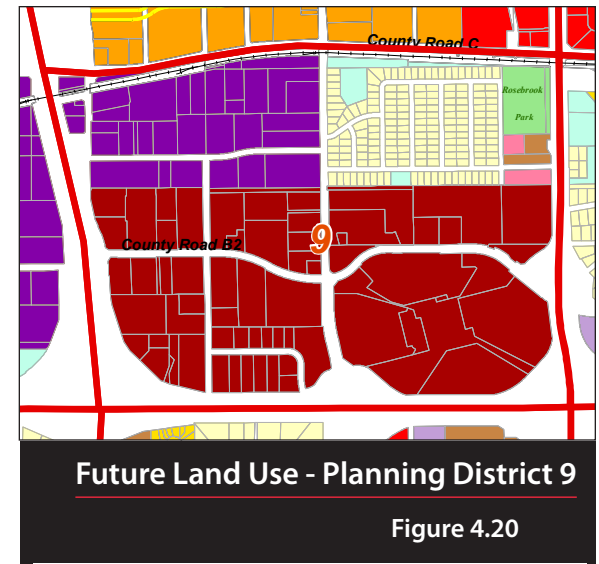 County Road C
Rosebrook
Park
9
County Road B2
Future Land Use - Planning District 9
Figure 4.20